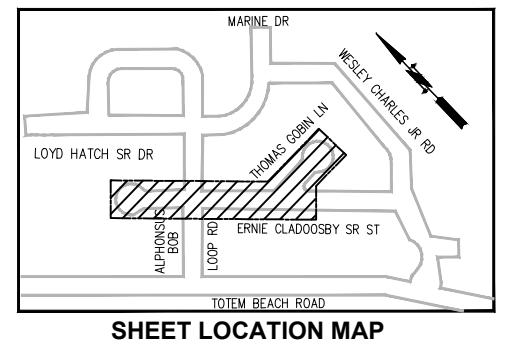 MARINE DR
WESLEY CHARLES JR RD
LOYD HATCH SR DR
THOMAS GOBIN LN
ALPHONSUS
BOB
LOOP RD
ERNIE CLADOOSBY SR ST
TOTEM BEACH ROAD
SHEET LOCATION MAP